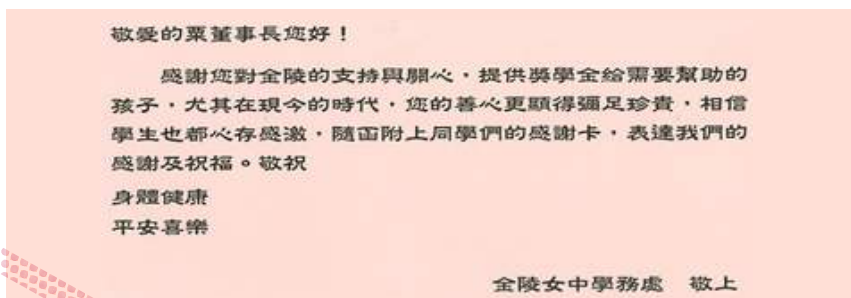 敬愛的粟董事長您好！
感謝您對金陵的支持與關心，提供獎學金給需要幫助的
孩子，尤其在現今的時代，您的善心更顯得彌足珍貴，相信
學生也都心存感激，隨函附上同學們的感謝卡，表達我們的
感謝及祝福。敬祝
身體健康
平安喜樂
金陵女中學務處　敬上